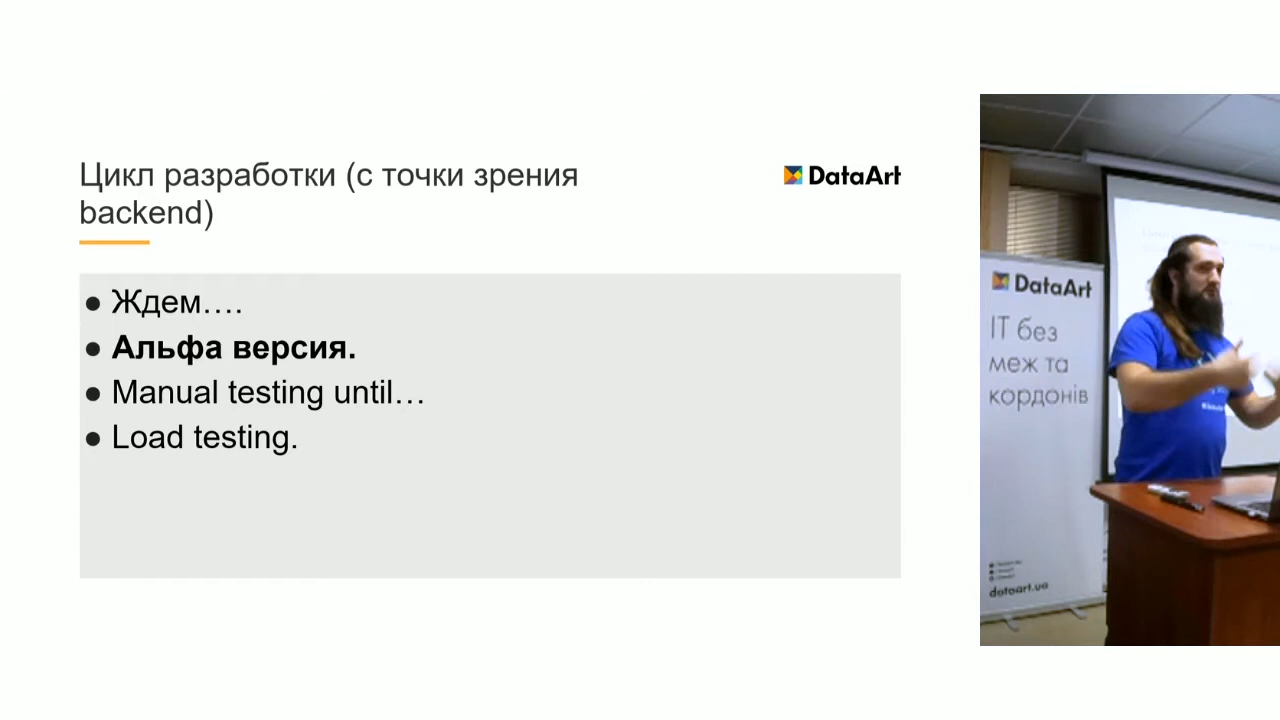 Цикл разработки (с точки зрения
backend)
DataArt
● Ждем….
● Альфа версия.
● Manual testing until…
● Load testing.
DataArt
IT без
меж та
кордонів
dataart.ua